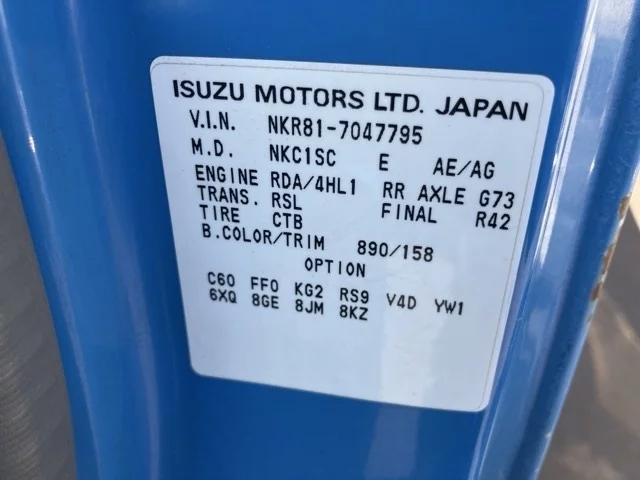 ISUZU MOTORS LTD. JAPAN
V.I.N. NKR81-7047795
M.D. NKC1SC E AE/AG
ENGINE RDA/4HL1 RR AXLE G73
TRANS. RSL FINAL R42
TIRE CTB
B.COLOR/TRIM 890/158
OPTION
C60 FF0 KG2 RS9 V4D YW1
6XQ 8GE 8JM 8KZ